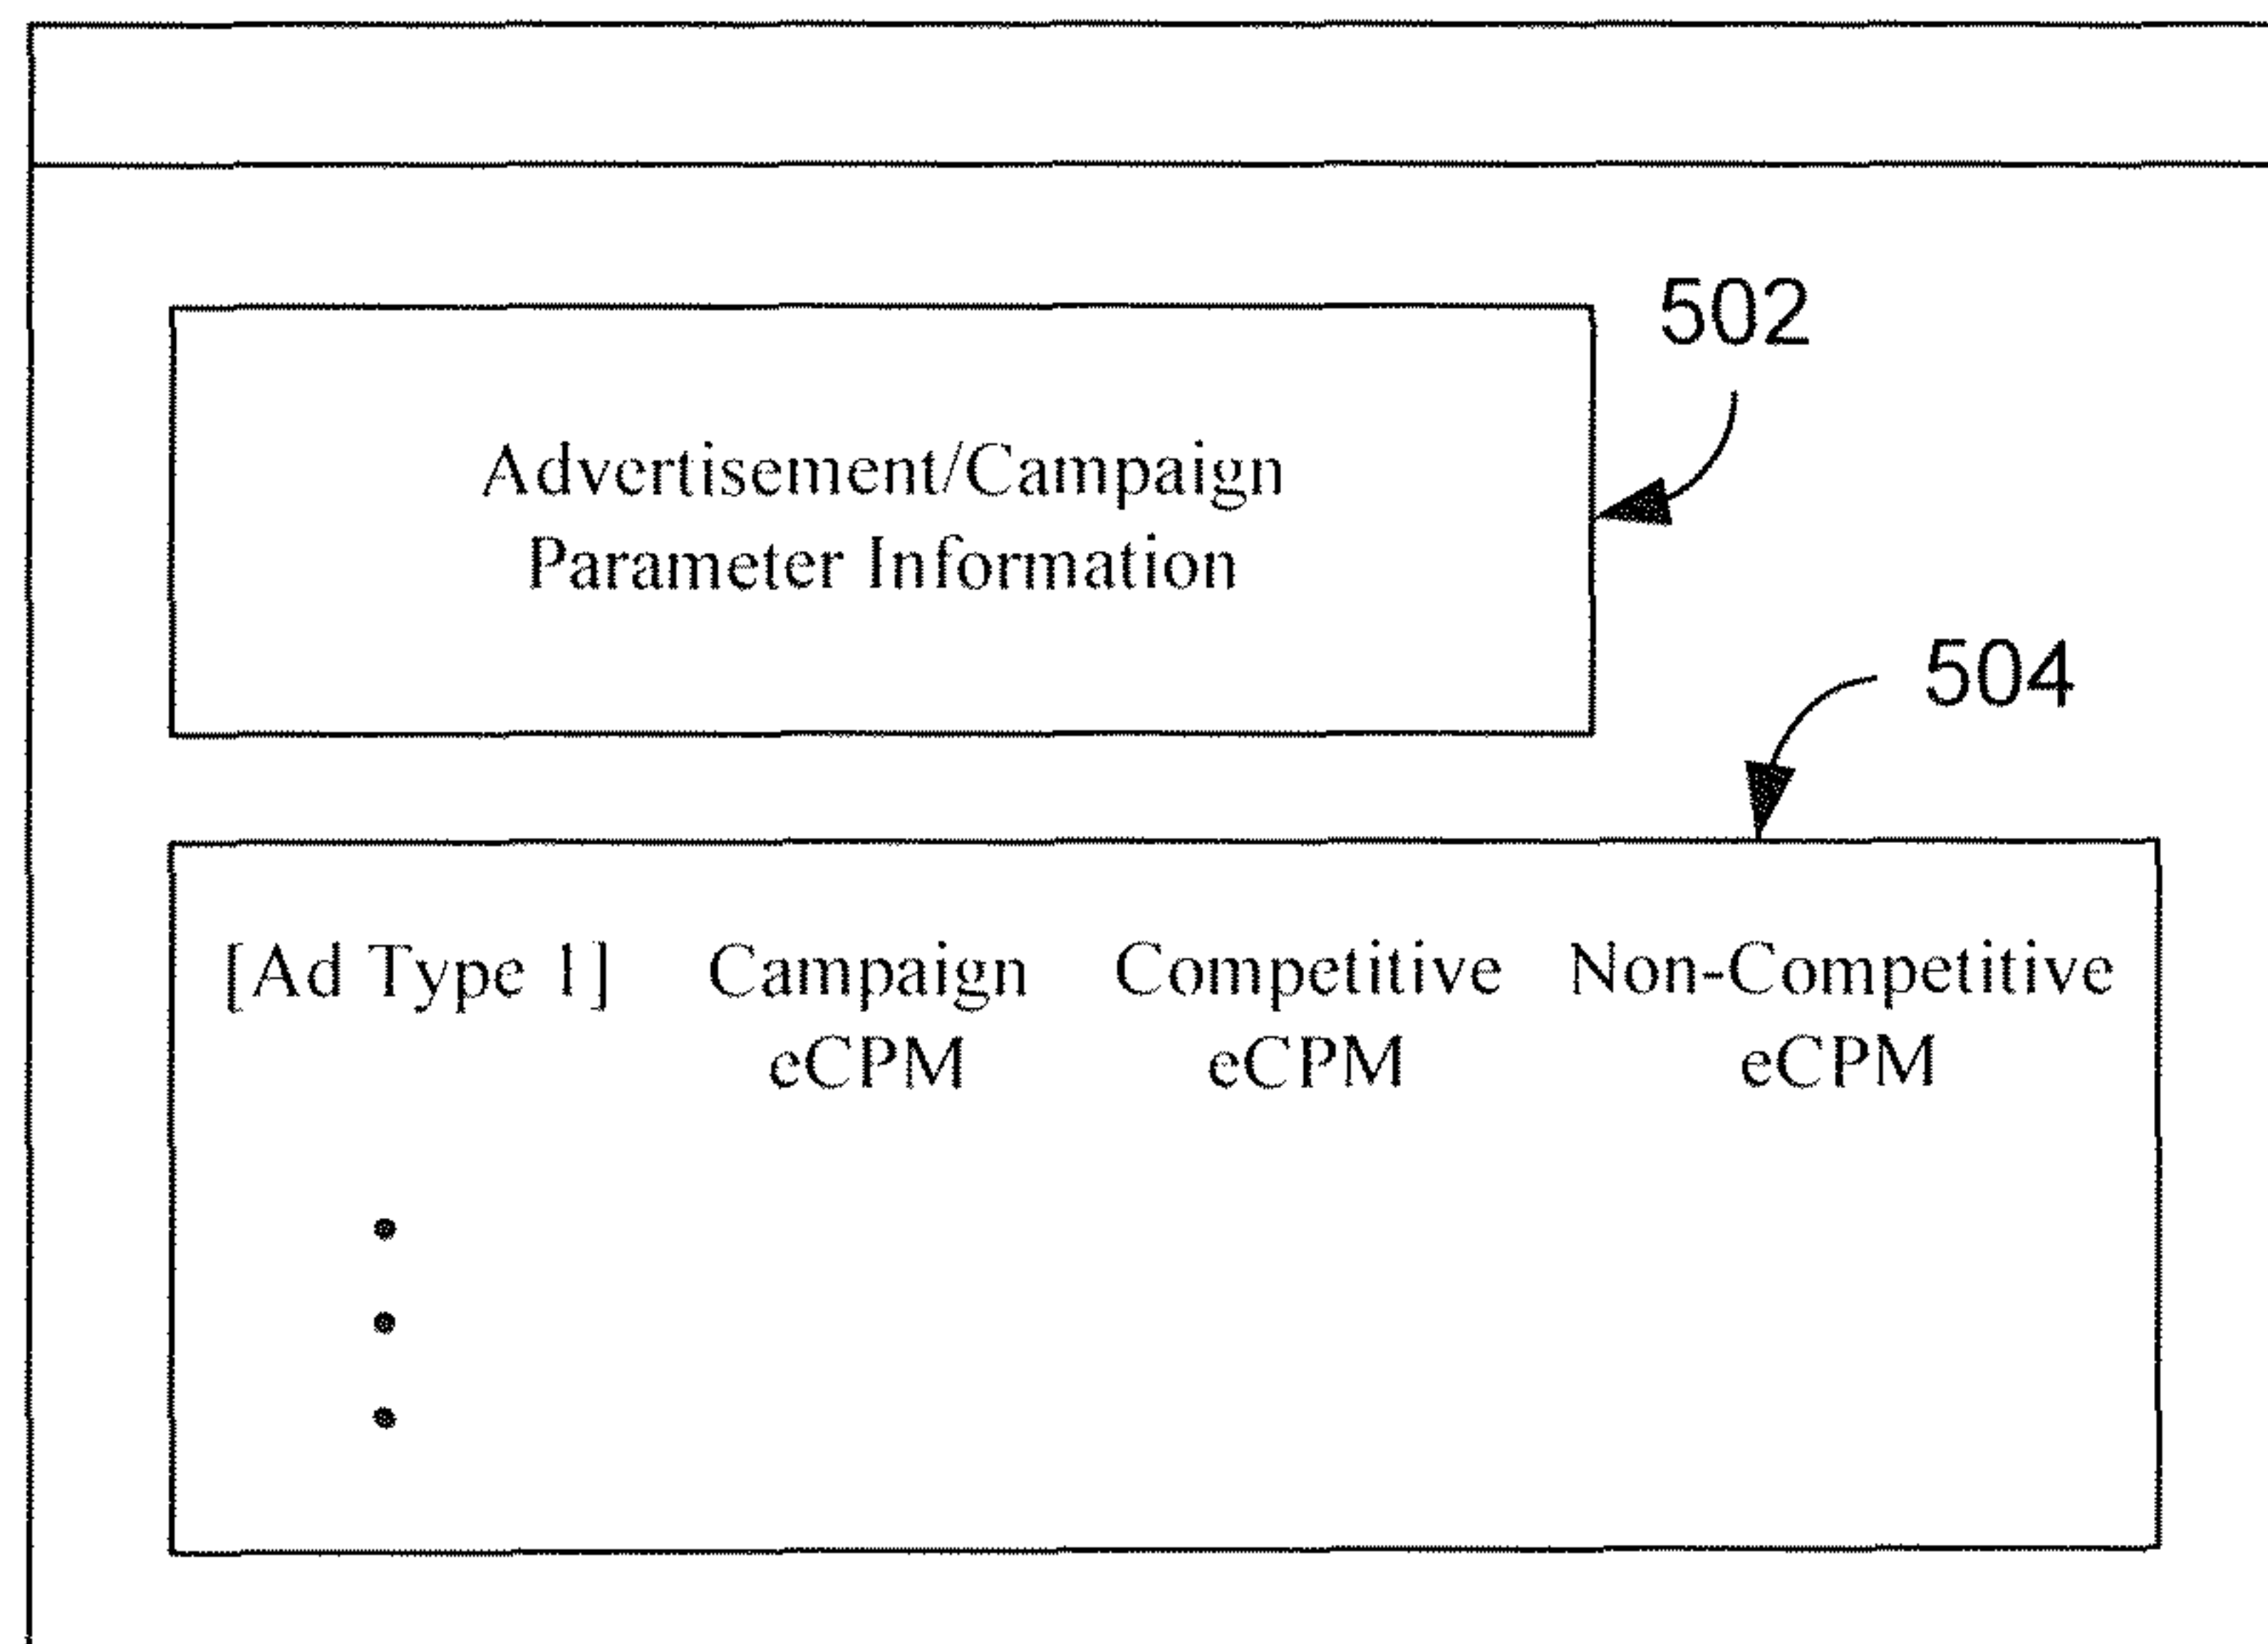 502
Advertisement/Campaign
Parameter Information
504
[Ad Type 1] Campaign Competitive Non-Competitive
eCPM eCPM eCPM